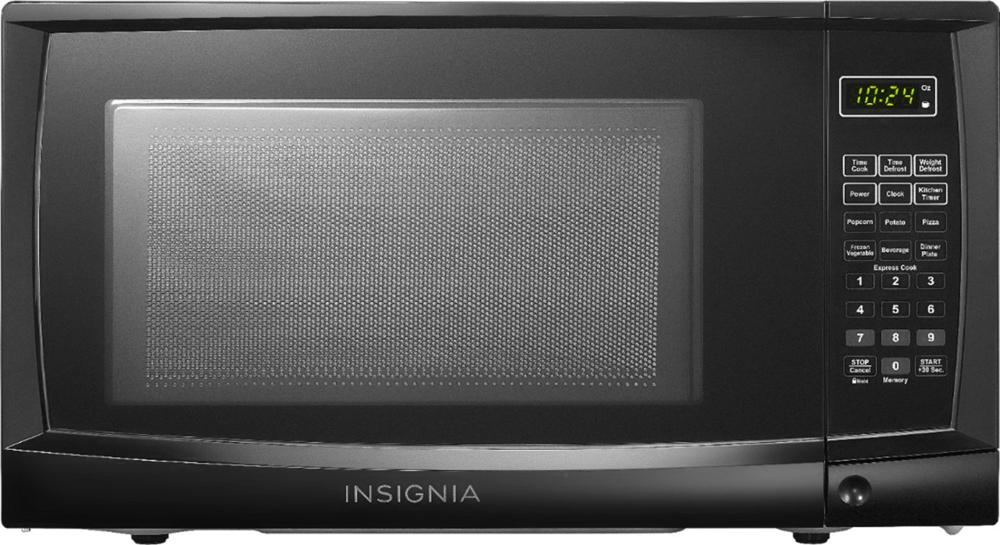 10:24
Oz
Time
Cook
Time
Defrost
Weight
Defrost
Power
Clock
Kitchen
Timer
Popcorn
Potato
Pizza
Frozen
Vegetable
Beverage
Dinner
Plate
Express Cook
1
2
3
4
5
6
7
8
9
STOP
Cancel
0
START
+30 Sec.
Hold
Memory
INSIGNIA